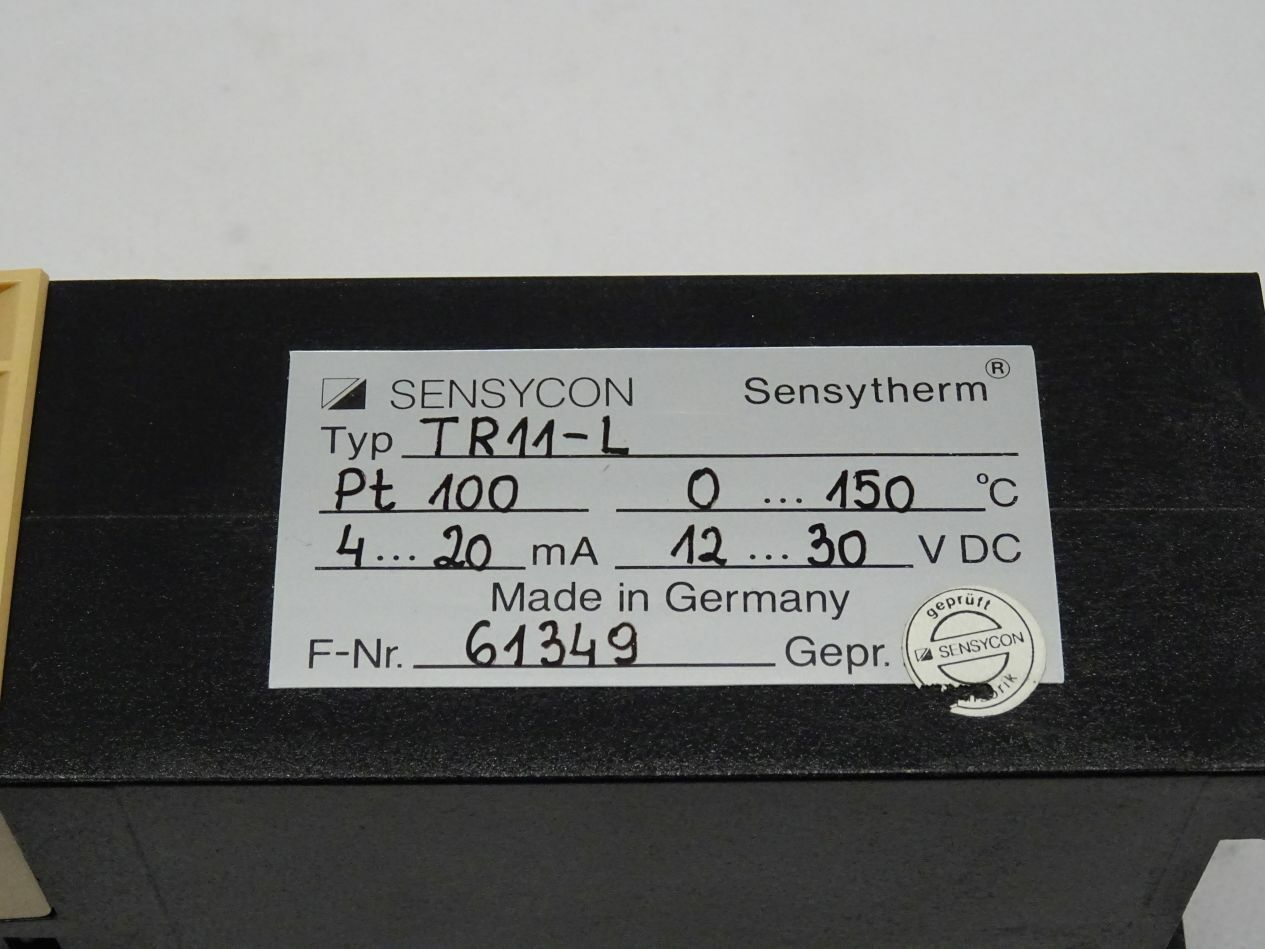 SENSYCON Sensytherm®
Typ TR11-L
Pt 100 0 ... 150 °C
4 ... 20 mA 12 ... 30 V DC
Made in Germany
F-Nr. 61349 Gepr.
geprüft
SENSYCON